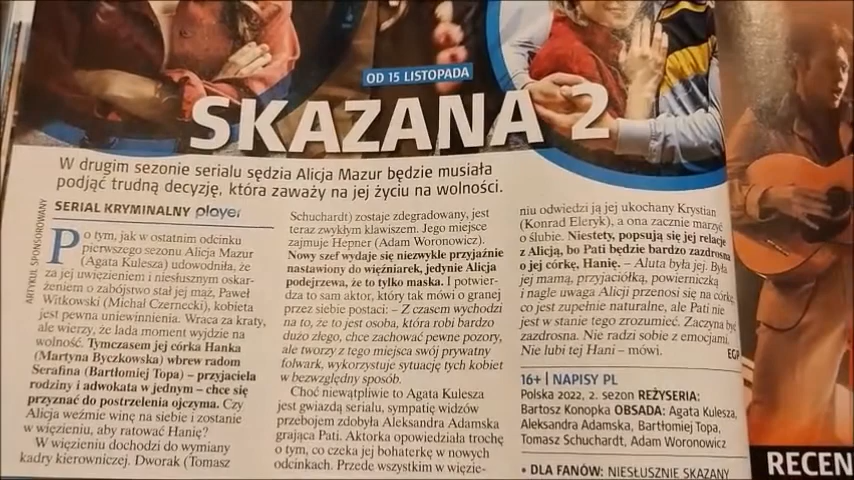 OD 15 LISTOPADA
SKAZANA 2
W drugim sezonie serialu sędzia Alicja Mazur będzie musiała
podjąć trudną decyzję, która zaważy na jej życiu na wolności.
ARTYKUŁ SPONSOROWANY
SERIAL KRYMINALNY player
Po tym, jak w ostatnim odcinku
pierwszego sezonu Alicja Mazur
(Agata Kulesza) udowodniła, że
za jej uwięzieniem i niesłusznym oskar-
żeniem o zabójstwo stał jej mąż, Paweł
Witkowski (Michał Czernecki), kobieta
jest pewna uniewinnienia. Wraca za kraty,
ale wierzy, że lada moment wyjdzie na
wolność. Tymczasem jej córka Hanka
(Martyna Byczkowska) wbrew radom
Serafina (Bartłomiej Topa) – przyjaciela
rodziny i adwokata w jednym – chce się
przyznać do postrzelenia ojczyma. Czy
Alicja weźmie winę na siebie i zostanie
w więzieniu, aby ratować Hanię?
W więzieniu dochodzi do wymiany
kadry kierowniczej. Dworak (Tomasz
Schuchardt) zostaje zdegradowany, jest
teraz zwykłym klawiszem. Jego miejsce
zajmuje Hepner (Adam Woronowicz).
Nowy szef wydaje się niezwykle przyjaźnie
nastawiony do więźniarek, jedynie Alicja
podejrzewa, że to tylko maska. I potwier-
dza to sam aktor, który tak mówi o granej
przez siebie postaci: – Z czasem wychodzi
na to, że to jest osoba, która robi bardzo
dużo złego, chce zachować pewne pozory,
ale tworzy z tego miejsca swój prywatny
folwark, wykorzystuje sytuację tych kobiet
w bezwzględny sposób.
Choć niewątpliwie to Agata Kulesza
jest gwiazdą serialu, sympatię widzów
przebojem zdobyła Aleksandra Adamska
grająca Pati. Aktorka opowiedziała trochę
o tym, co czeka jej bohaterkę w nowych
odcinkach. Przede wszystkim w więzie-
niu odwiedzi ją jej ukochany Krystian
(Konrad Eleryk), a ona zacznie marzyć
o ślubie. Niestety, popsują się jej relacje
z Alicją, bo Pati będzie bardzo zazdrosna
o jej córkę, Hanię. – Aluta była jej. Była
jej mamą, przyjaciółką, powierniczką
i nagle uwaga Alicji przenosi się na córkę,
co jest zupełnie naturalne, ale Pati nie
jest w stanie tego zrozumieć. Zaczyna być
zazdrosna. Nie radzi sobie z emocjami.
Nie lubi tej Hani – mówi. EGP
16+ | NAPISY PL
Polska 2022, 2. sezon REŻYSERIA:
Bartosz Konopka OBSADA: Agata Kulesza,
Aleksandra Adamska, Bartłomiej Topa,
Tomasz Schuchardt, Adam Woronowicz
• DLA FANÓW: NIESŁUSZNIE SKAZANY
RECEN